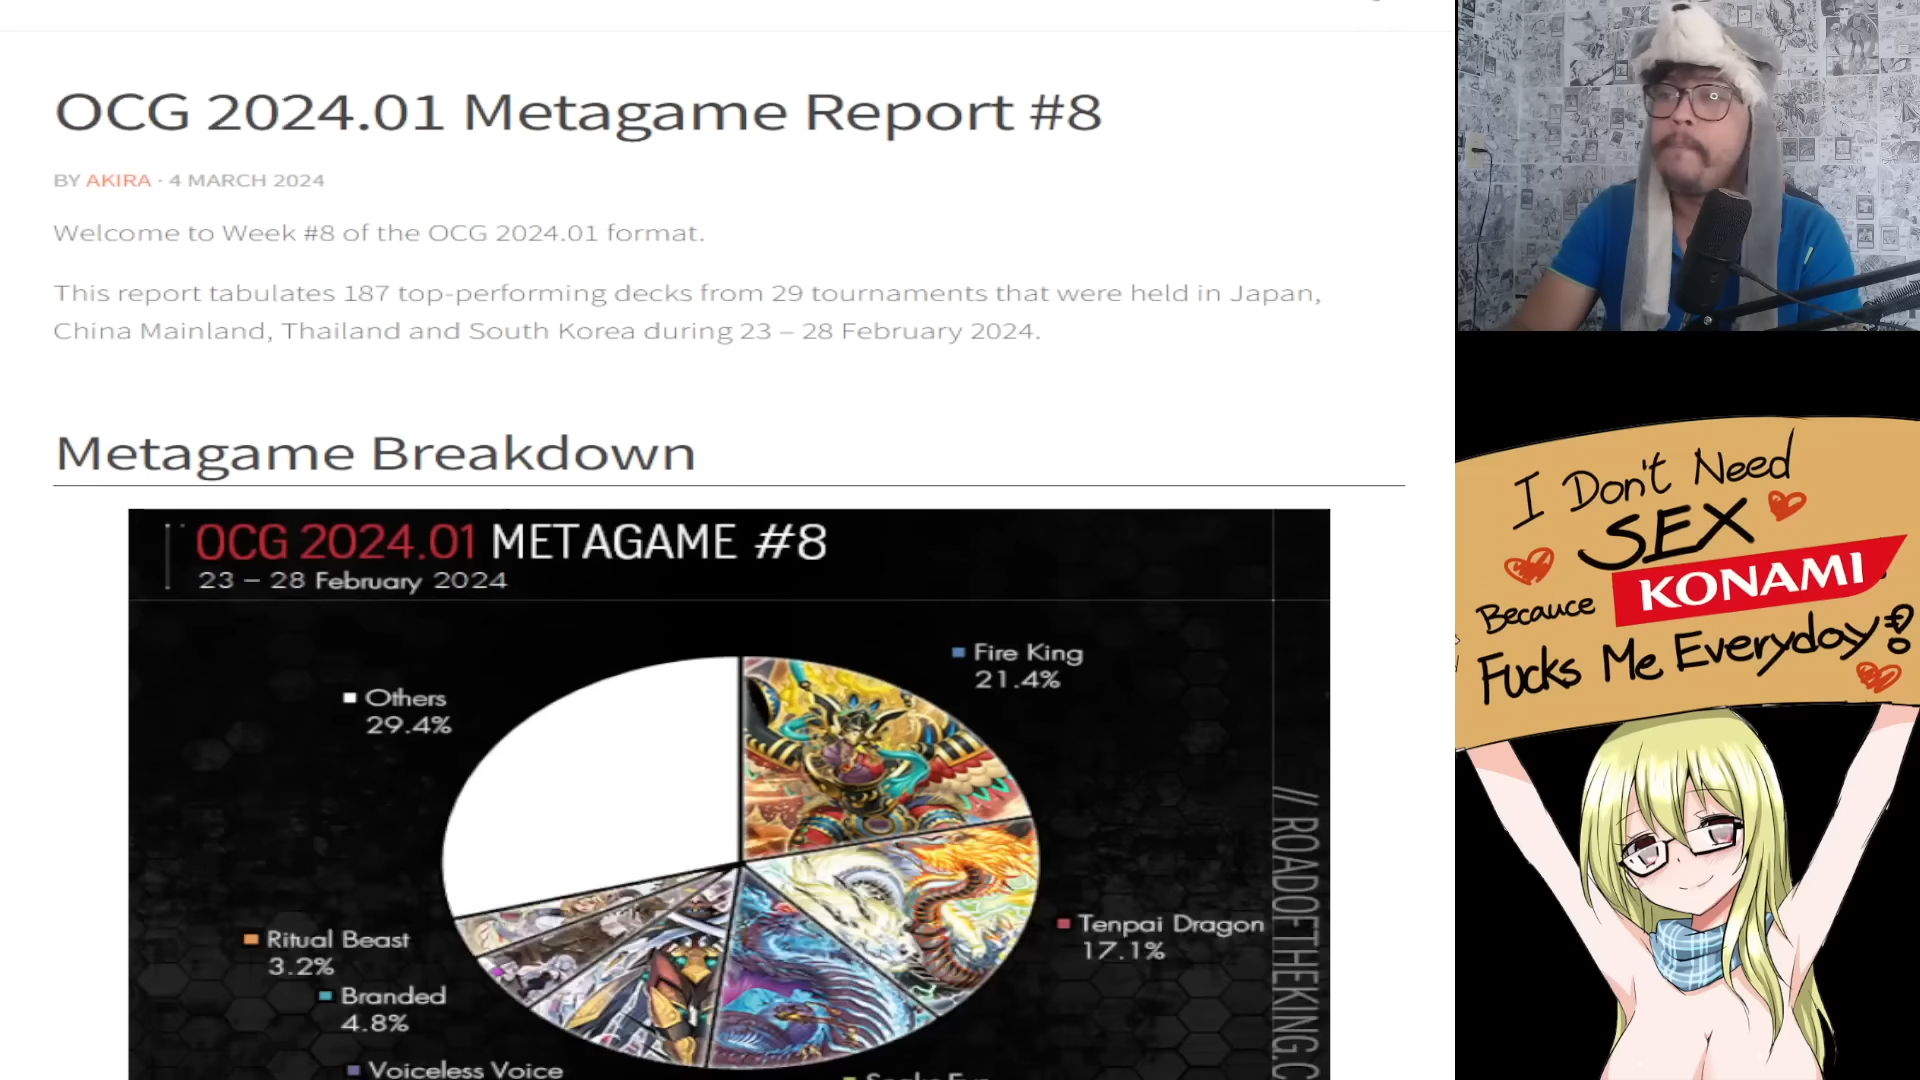 OCG 2024.01 Metagame Report #8
BY AKIRA · 4 MARCH 2024
Welcome to Week #8 of the OCG 2024.01 format.
This report tabulates 187 top-performing decks from 29 tournaments that were held in Japan,
China Mainland, Thailand and South Korea during 23 – 28 February 2024.
Metagame Breakdown
OCG 2024.01 METAGAME #8
23 – 28 February 2024
Fire King
21.4%
Others
29.4%
Tenpai Dragon
17.1%
Ritual Beast
3.2%
Branded
4.8%
Voiceless Voice
// ROADOFTHEKING.C
I Don't Need
SEX
Becauce KONAMI
Fucks Me Everyday!